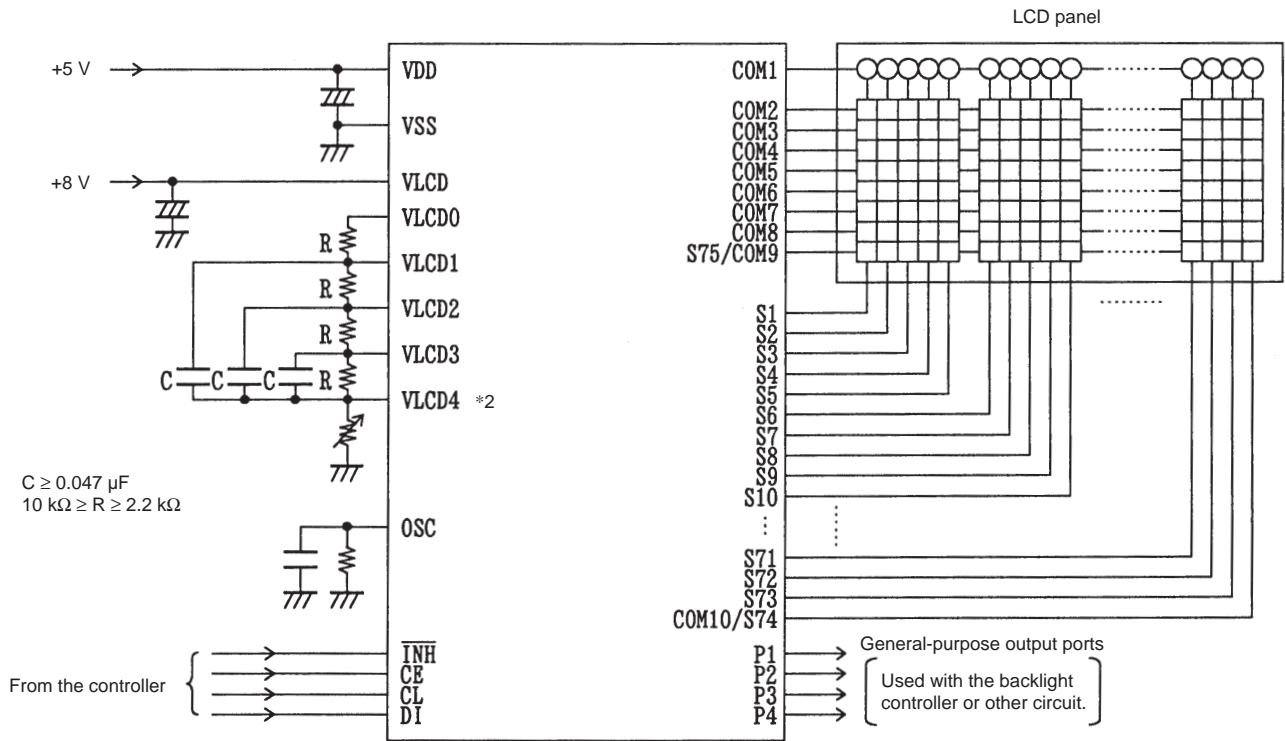 LCD panel
+5 V
VDD
VSS
+8 V
VLCD
VLCD0
R
VLCD1
R
VLCD2
R
VLCD3
C
C
C
R
VLCD4 *2
C ≥ 0.047 µF
10 kΩ ≥ R ≥ 2.2 kΩ
OSC
From the controller
INH
CE
CL
DI
COM1
COM2
COM3
COM4
COM5
COM6
COM7
COM8
S75/COM9
S1
S2
S3
S4
S5
S6
S7
S8
S9
S10
S71
S72
S73
COM10/S74
P1
P2
P3
P4
General-purpose output ports
Used with the backlight
controller or other circuit.